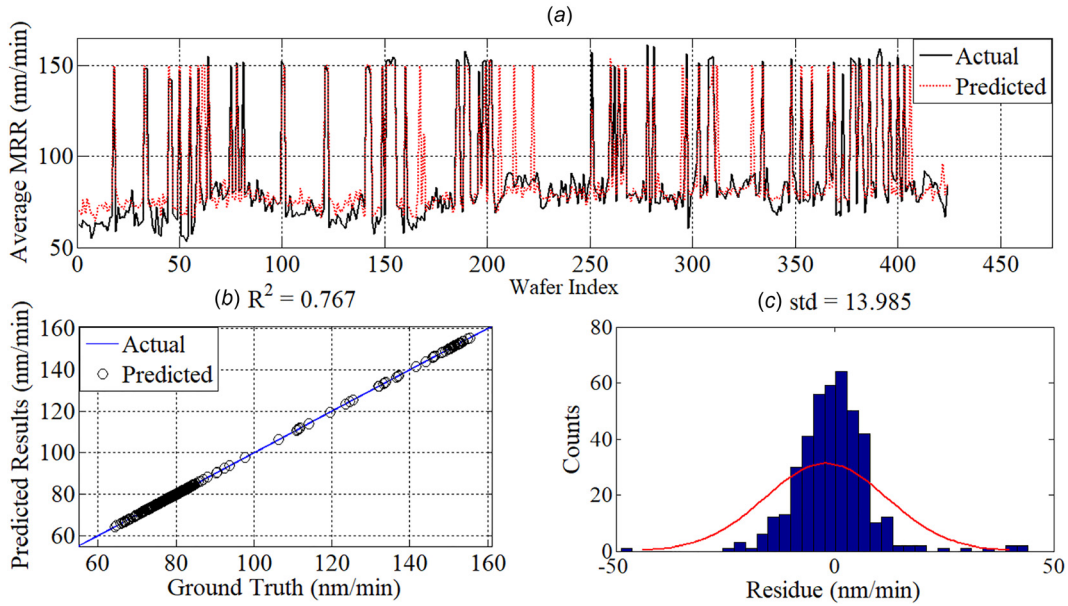 (a)
Average MRR (nm/min)
150
100
50
Actual
Predicted
0 50 100 150 200 250 300 350 400 450
Wafer Index
(b) R² = 0.767
Predicted Results (nm/min)
160
140
120
100
80
60
Actual
Predicted
60 80 100 120 140 160
Ground Truth (nm/min)
(c) std = 13.985
Counts
80
60
40
20
0
-50 0 50
Residue (nm/min)